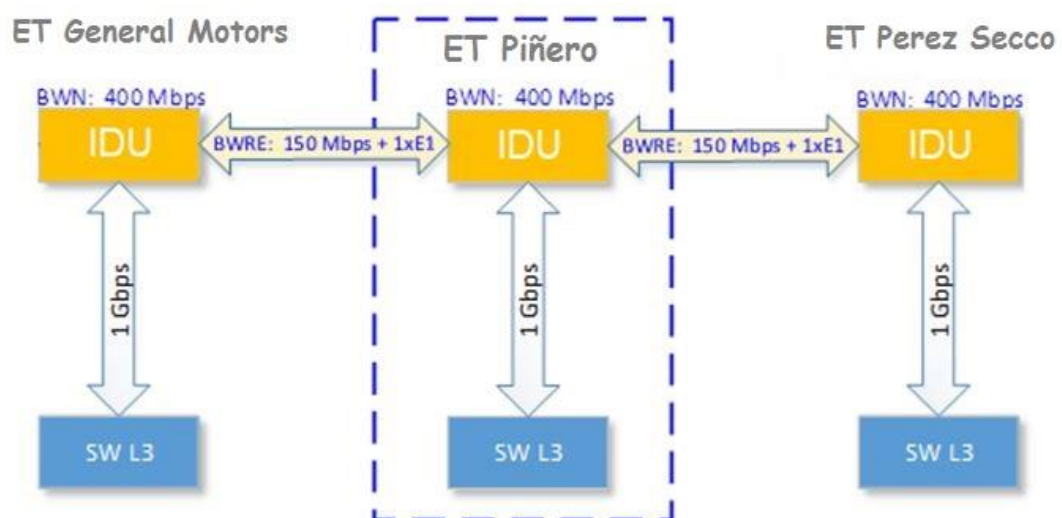 ET General Motors
ET Piñero
ET Perez Secco
BWN: 400 Mbps
BWN: 400 Mbps
BWN: 400 Mbps
IDU
BWRE: 150 Mbps + 1xE1
IDU
BWRE: 150 Mbps + 1xE1
IDU
1 Gbps
1 Gbps
1 Gbps
SW L3
SW L3
SW L3